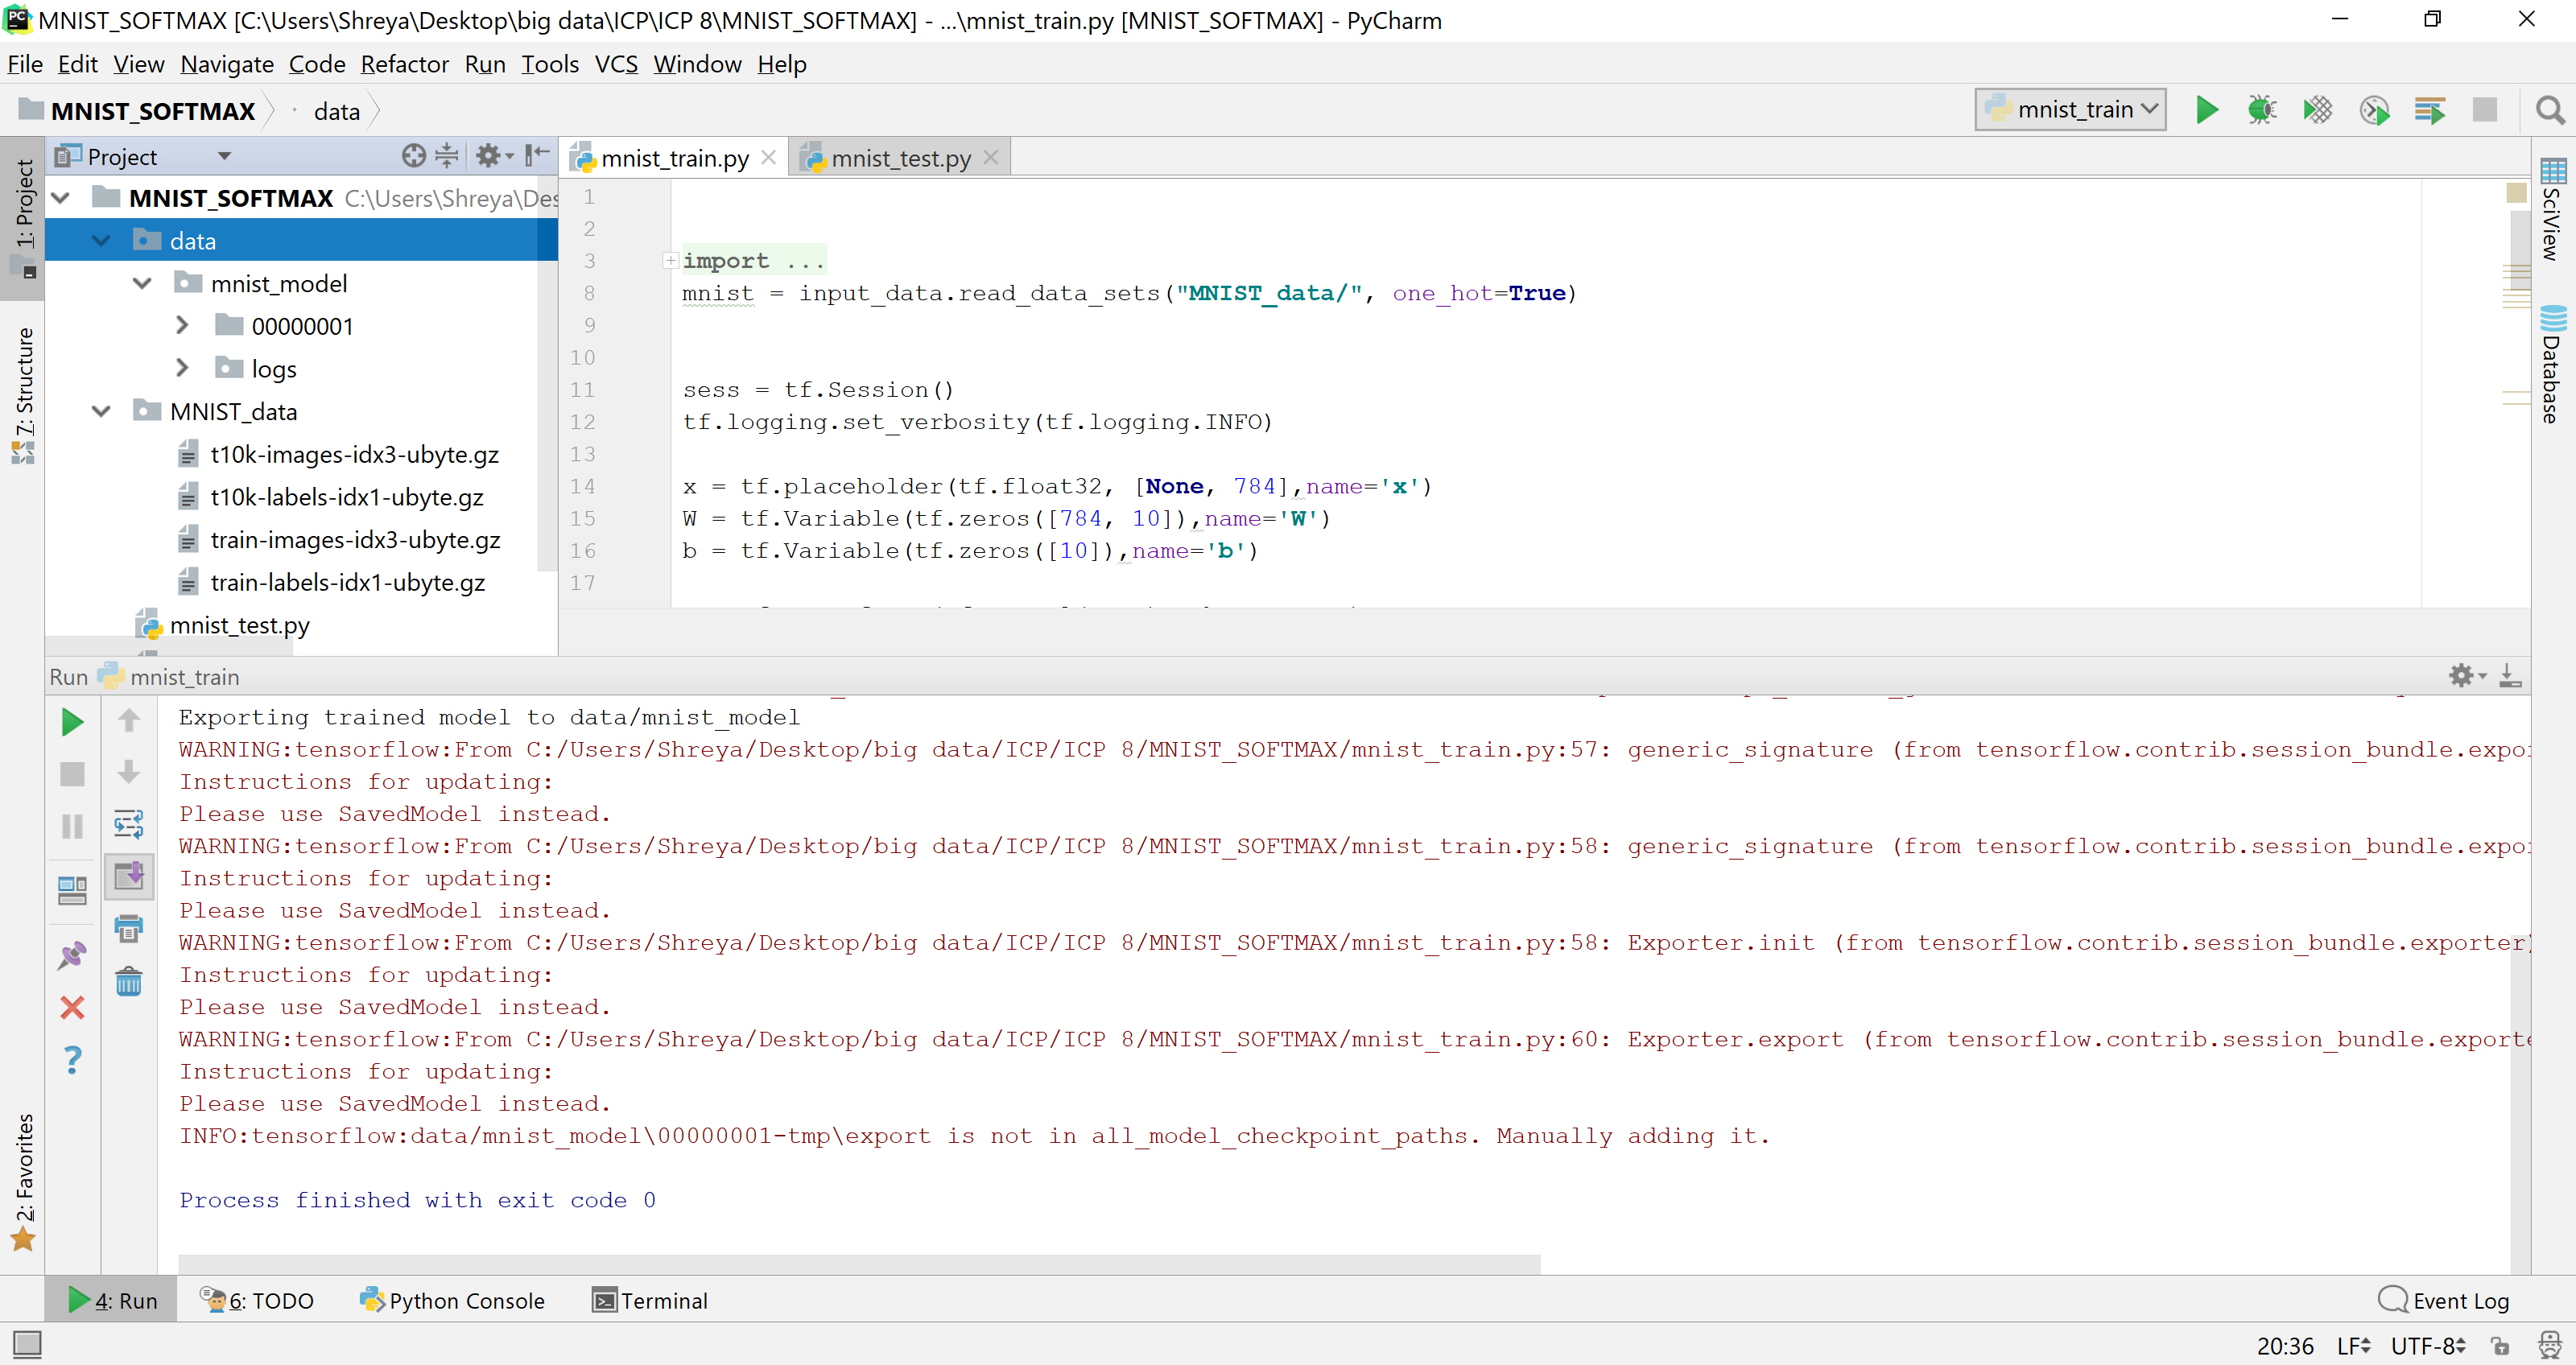 MNIST_SOFTMAX [C:\Users\Shreya\Desktop\big data\ICP\ICP 8\MNIST_SOFTMAX] - ...\mnist_train.py [MNIST_SOFTMAX] - PyCharm
File Edit View Navigate Code Refactor Run Tools VCS Window Help
MNIST_SOFTMAX data
mnist_train
1: Project
7: Structure
2: Favorites
Project
MNIST_SOFTMAX C:\Users\Shreya\Des
data
mnist_model
00000001
logs
MNIST_data
t10k-images-idx3-ubyte.gz
t10k-labels-idx1-ubyte.gz
train-images-idx3-ubyte.gz
train-labels-idx1-ubyte.gz
mnist_test.py
mnist_train.py mnist_test.py
1
2
3 import ...
8 mnist = input_data.read_data_sets("MNIST_data/", one_hot=True)
9
10
11 sess = tf.Session()
12 tf.logging.set_verbosity(tf.logging.INFO)
13
14 x = tf.placeholder(tf.float32, [None, 784],name='x')
15 W = tf.Variable(tf.zeros([784, 10]),name='W')
16 b = tf.Variable(tf.zeros([10]),name='b')
17
SciView
Database
Run mnist_train
Exporting trained model to data/mnist_model
WARNING:tensorflow:From C:/Users/Shreya/Desktop/big data/ICP/ICP 8/MNIST_SOFTMAX/mnist_train.py:57: generic_signature (from tensorflow.contrib.session_bundle.expo
Instructions for updating:
Please use SavedModel instead.
WARNING:tensorflow:From C:/Users/Shreya/Desktop/big data/ICP/ICP 8/MNIST_SOFTMAX/mnist_train.py:58: generic_signature (from tensorflow.contrib.session_bundle.expo
Instructions for updating:
Please use SavedModel instead.
WARNING:tensorflow:From C:/Users/Shreya/Desktop/big data/ICP/ICP 8/MNIST_SOFTMAX/mnist_train.py:58: Exporter.init (from tensorflow.contrib.session_bundle.exporter)
Instructions for updating:
Please use SavedModel instead.
WARNING:tensorflow:From C:/Users/Shreya/Desktop/big data/ICP/ICP 8/MNIST_SOFTMAX/mnist_train.py:60: Exporter.export (from tensorflow.contrib.session_bundle.exporte
Instructions for updating:
Please use SavedModel instead.
INFO:tensorflow:data/mnist_model\00000001-tmp\export is not in all_model_checkpoint_paths. Manually adding it.
Process finished with exit code 0
4: Run 6: TODO Python Console Terminal Event Log
20:36 LF UTF-8